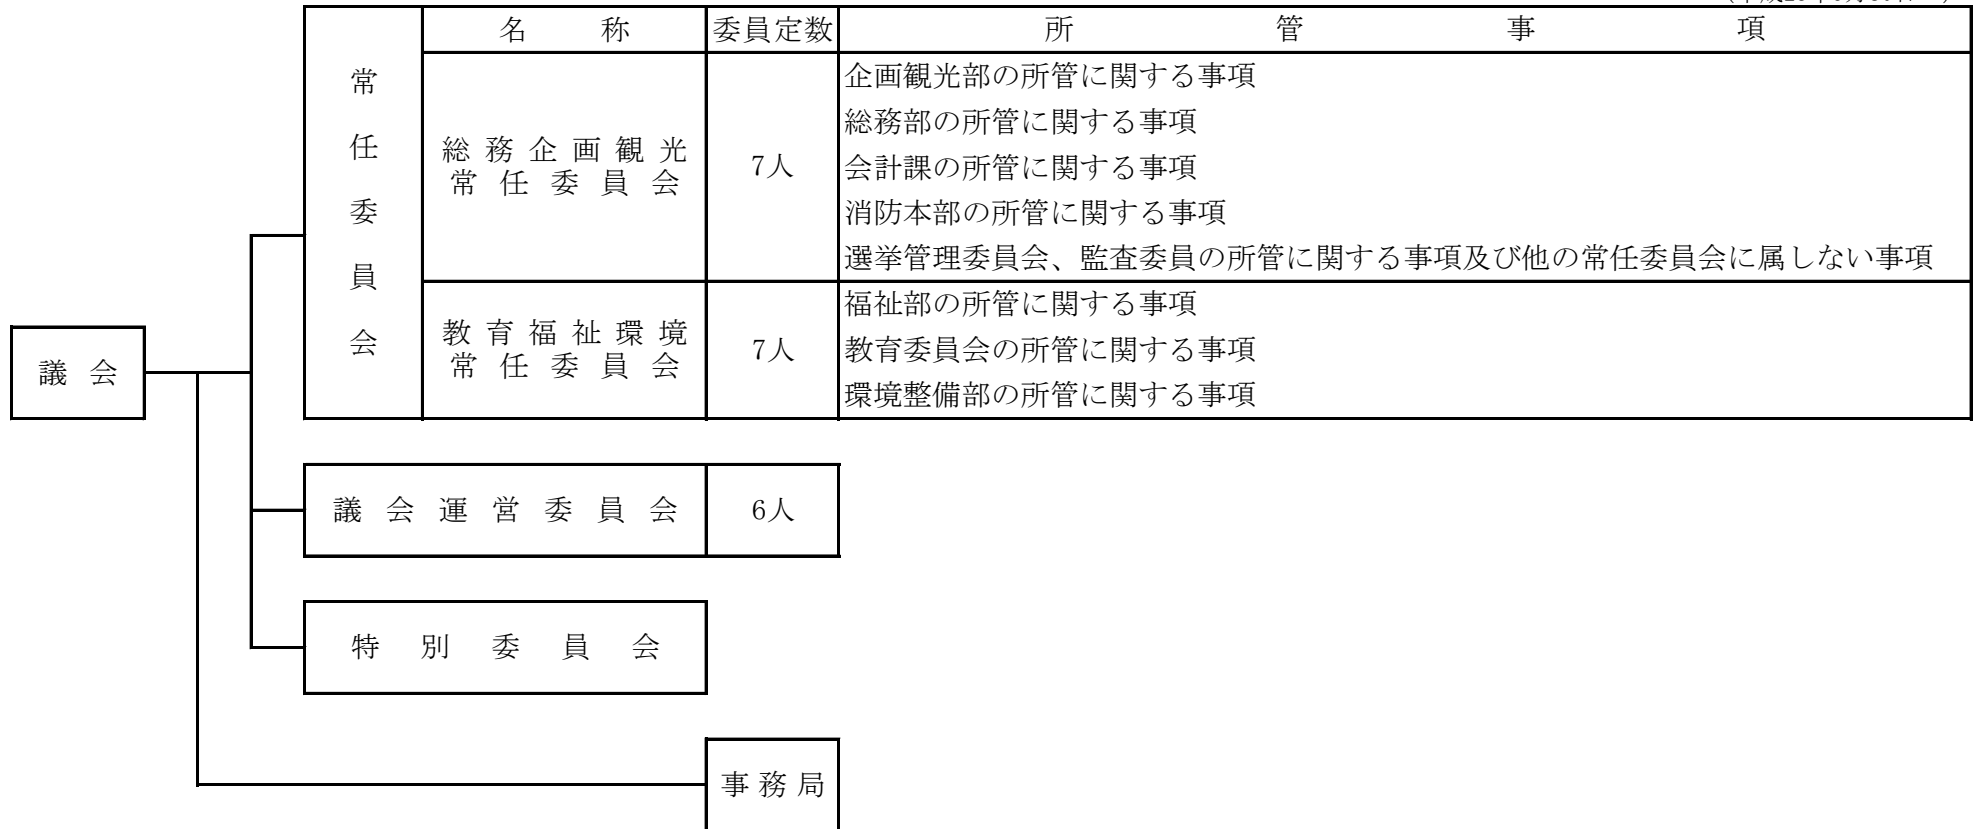 名称 委員定数 所管事項
常任委員会
総務企画観光
常任委員会
7人
企画観光部の所管に関する事項
総務部の所管に関する事項
会計課の所管に関する事項
消防本部の所管に関する事項
選挙管理委員会、監査委員の所管に関する事項及び他の常任委員会に属しない事項
教育福祉環境
常任委員会
7人
福祉部の所管に関する事項
教育委員会の所管に関する事項
環境整備部の所管に関する事項
議会
議会運営委員会 6人
特別委員会
事務局